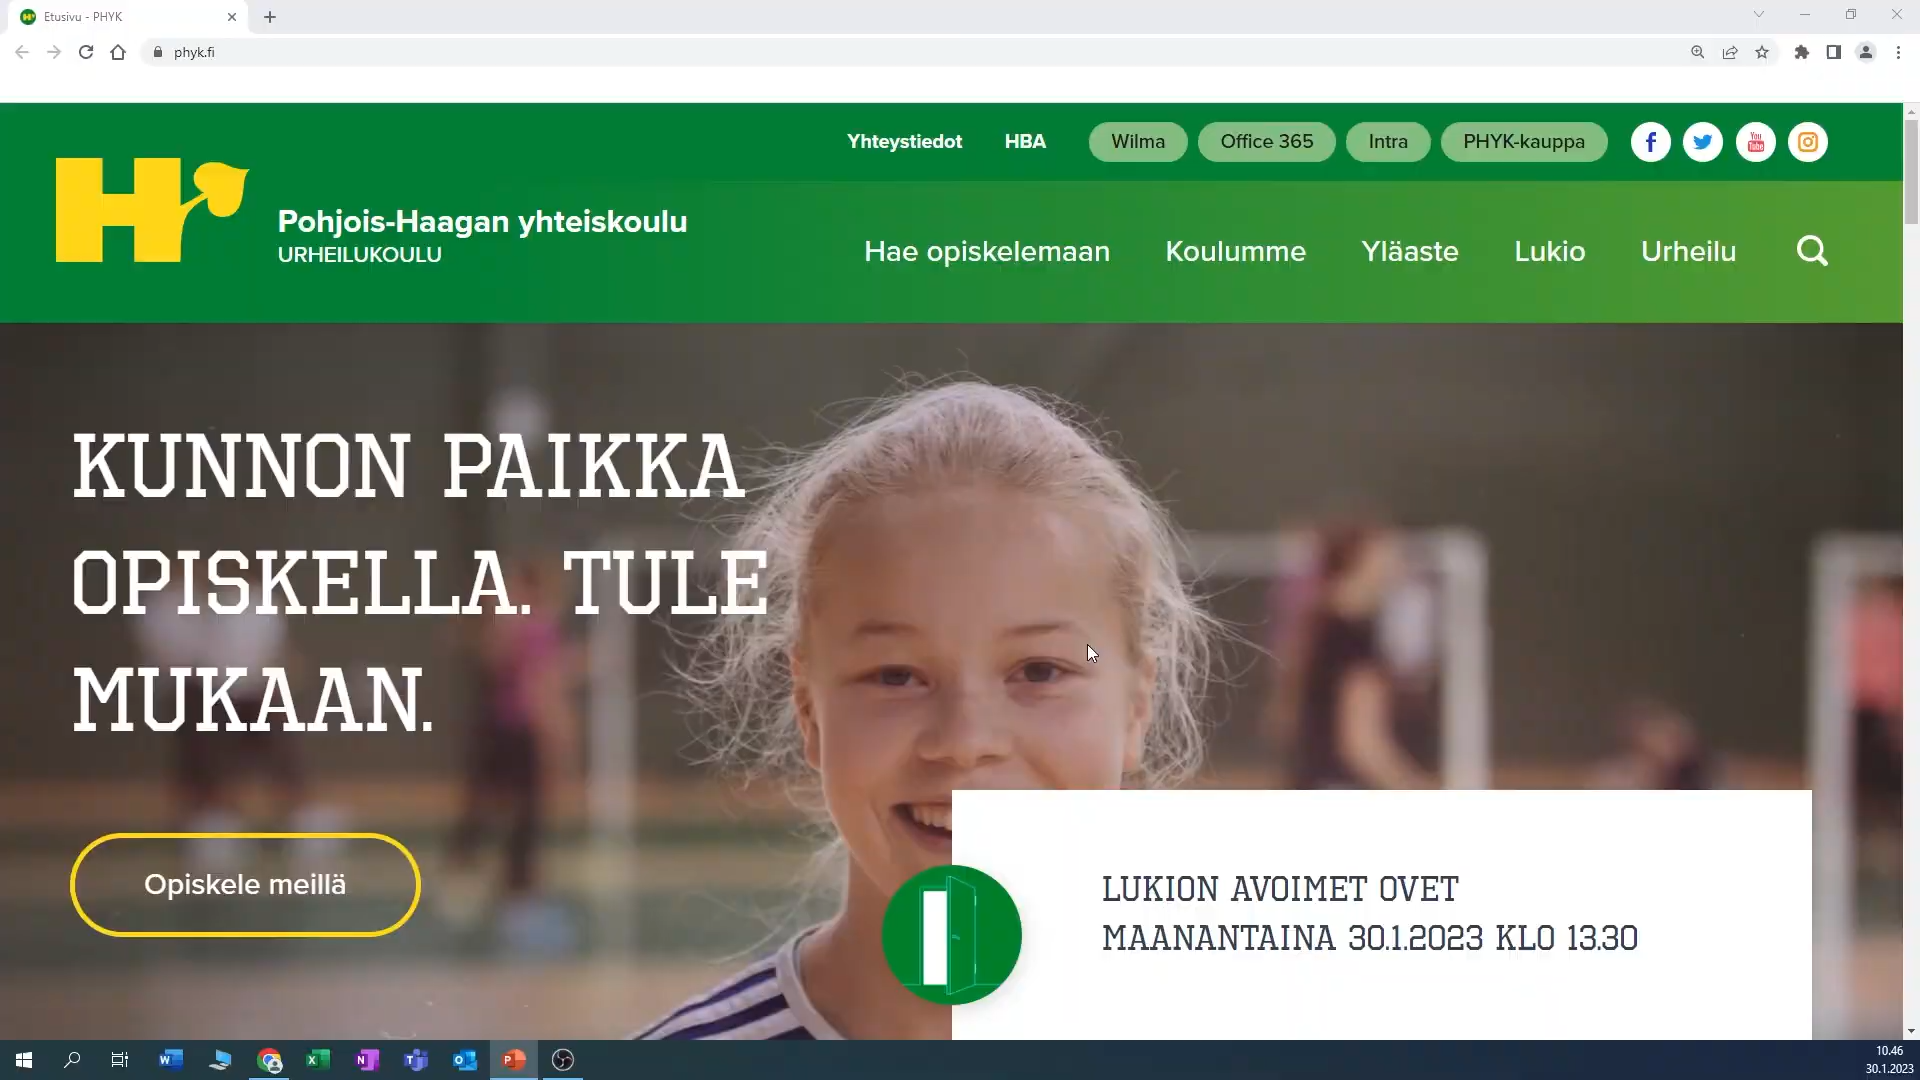 Etusivu - PHYK
phyk.fi
Yhteystiedot HBA Wilma Office 365 Intra PHYK-kauppa
You
Tube
Pohjois-Haagan yhteiskoulu
URHEILUKOULU
Hae opiskelemaan Koulumme Yläaste Lukio Urheilu
KUNNON PAIKKA
OPISKELLA. TULE
MUKAAN.
Opiskele meillä
LUKION AVOIMET OVET
MAANANTAINA 30.1.2023 KLO 13.30
10.46
30.1.2023